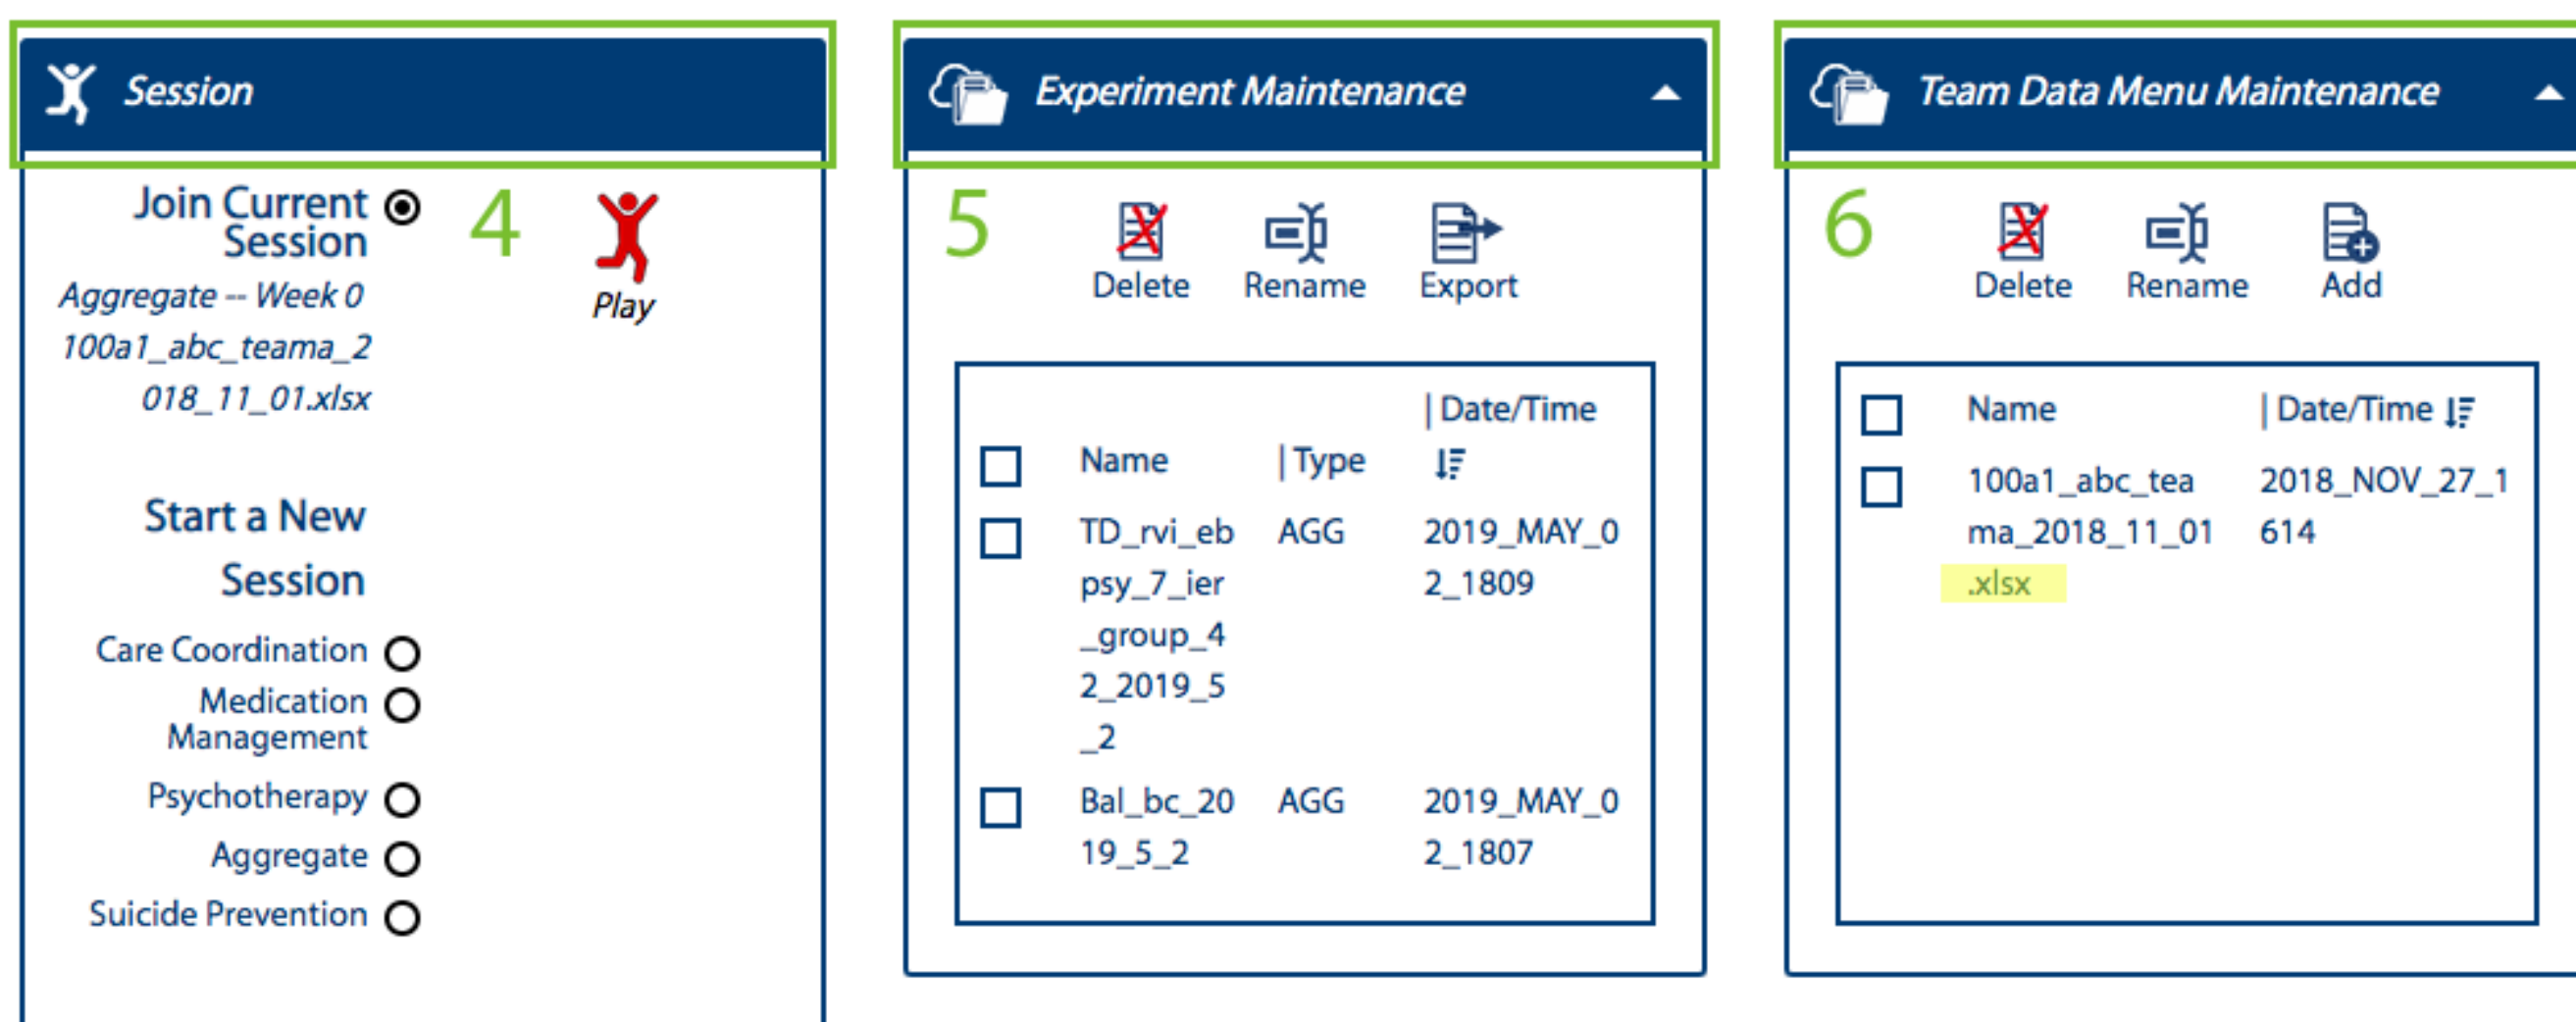 Session
Join Current
Session
Aggregate -- Week 0
100a1_abc_teama_2
018_11_01.xlsx
4
Play
Start a New
Session
Care Coordination
Medication
Management
Psychotherapy
Aggregate
Suicide Prevention
Experiment Maintenance
5
Delete Rename Export
| Date/Time
Name | Type
TD_rvi_eb AGG 2019_MAY_0
psy_7_ier 2_1809
_group_4
2_2019_5
_2
Bal_bc_20 AGG 2019_MAY_0
19_5_2 2_1807
Team Data Menu Maintenance
6
Delete Rename Add
Name | Date/Time
100a1_abc_tea 2018_NOV_27_1
ma_2018_11_01 614
.xlsx